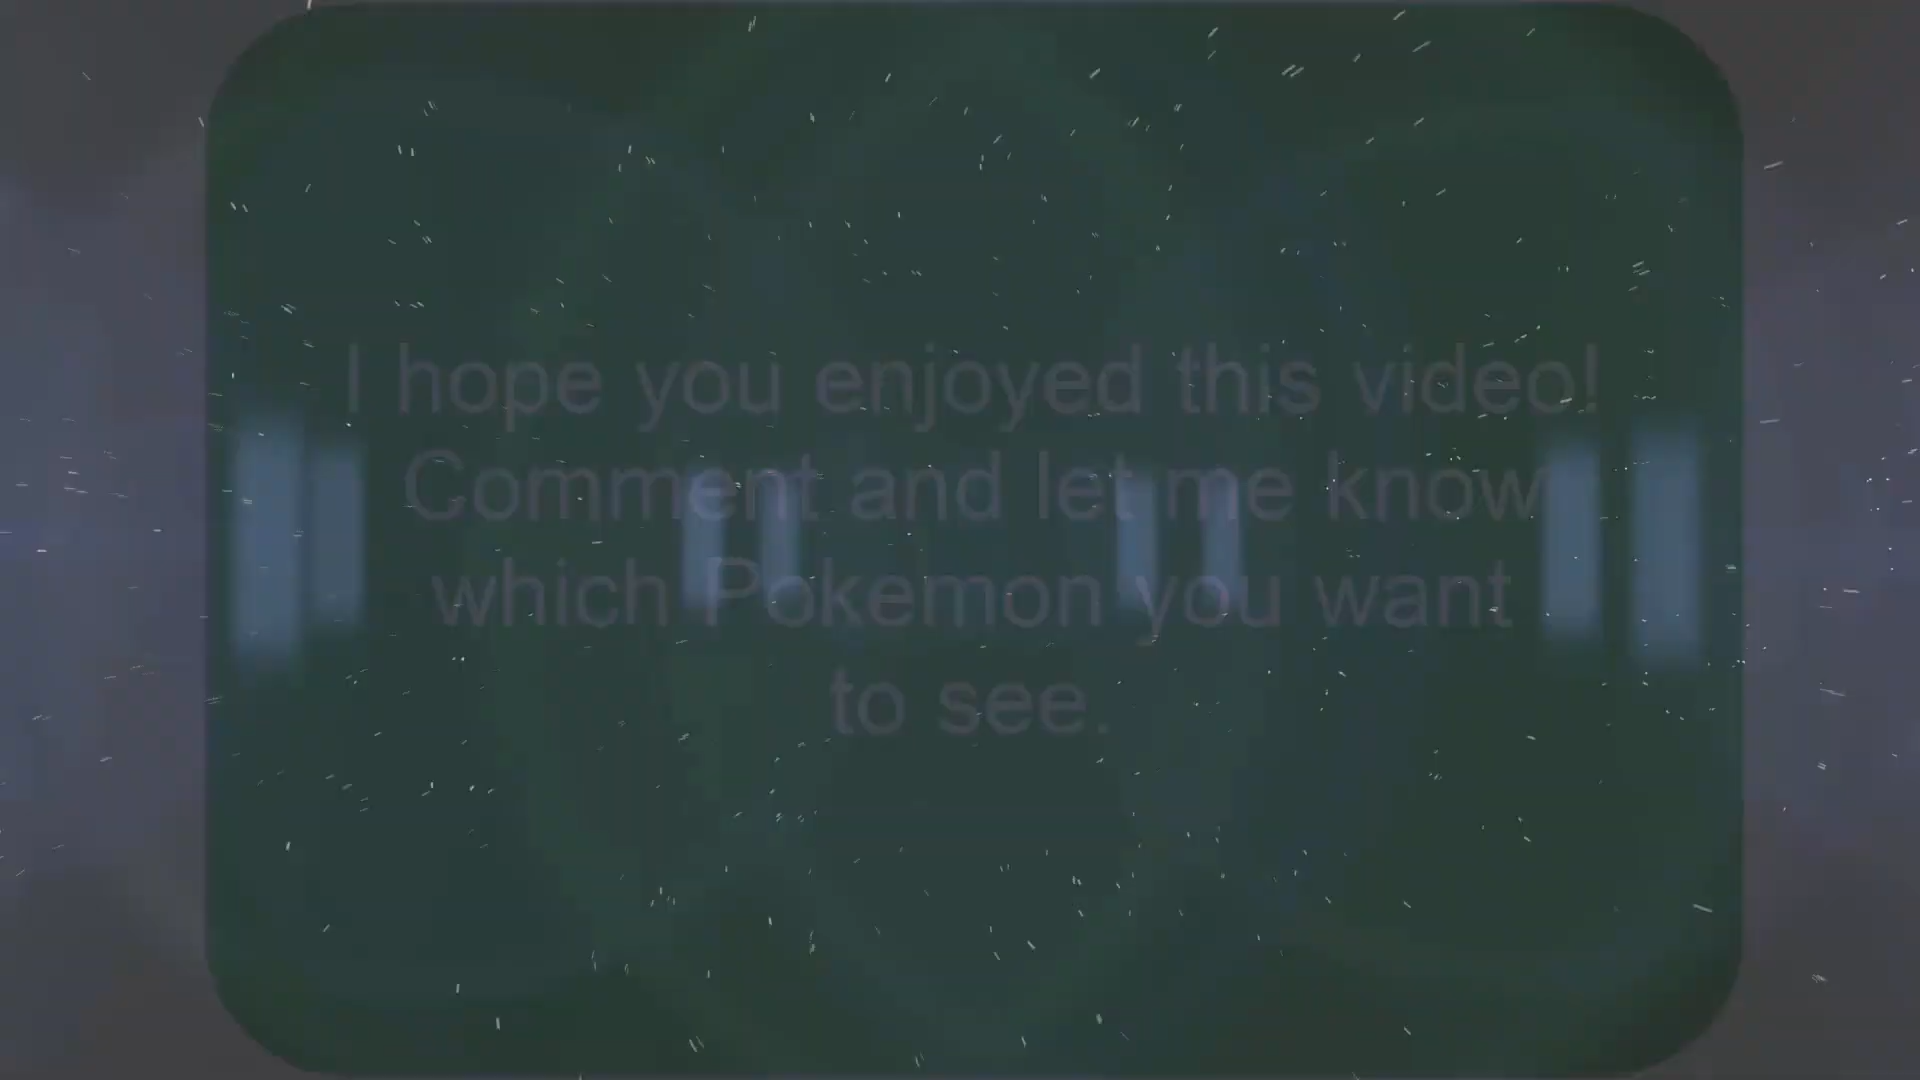 I hope you enjoyed this video!
Comment and let me know
which Pokemon you want
to see.